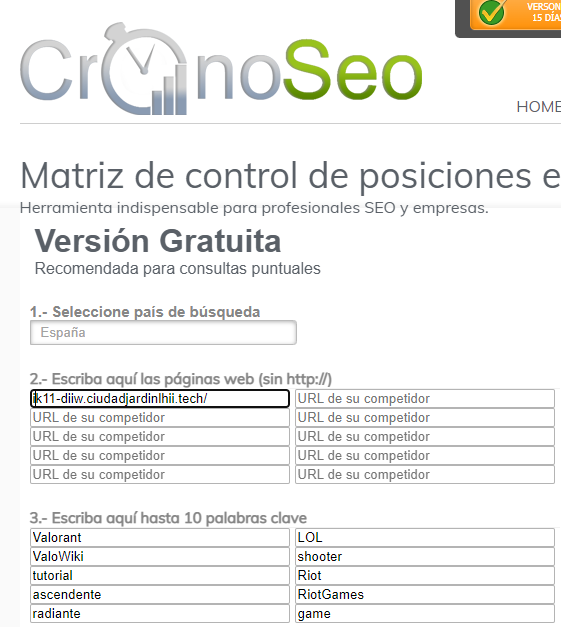 VERSON
15 DÍAS
CronoSeo
HOME
Matriz de control de posiciones e
Herramienta indispensable para profesionales SEO y empresas.
Versión Gratuita
Recomendada para consultas puntuales
1.- Seleccione país de búsqueda
España
2.- Escriba aquí las páginas web (sin http://)
ik11-diiw.ciudadjardinlhii.tech/ URL de su competidor
URL de su competidor URL de su competidor
URL de su competidor URL de su competidor
URL de su competidor URL de su competidor
URL de su competidor URL de su competidor
3.- Escriba aquí hasta 10 palabras clave
Valorant LOL
ValoWiki shooter
tutorial Riot
ascendente RiotGames
radiante game